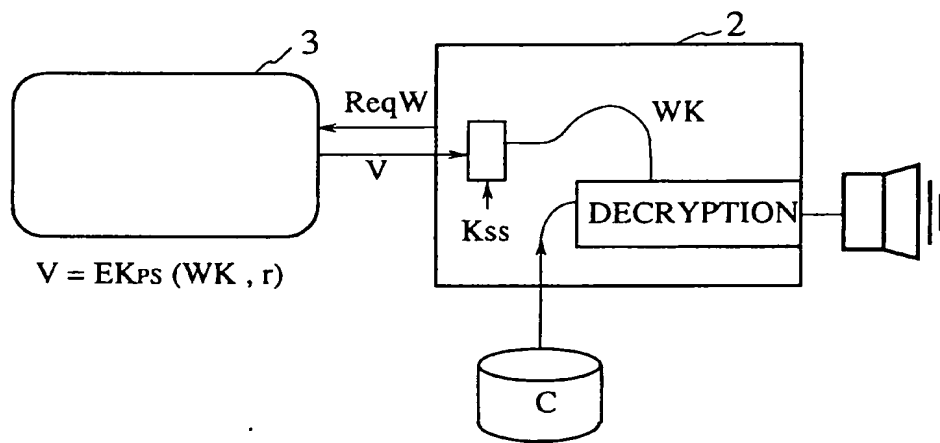 3
2
ReqW
WK
V
Kss
DECRYPTION
V = EKPS (WK , r)
C